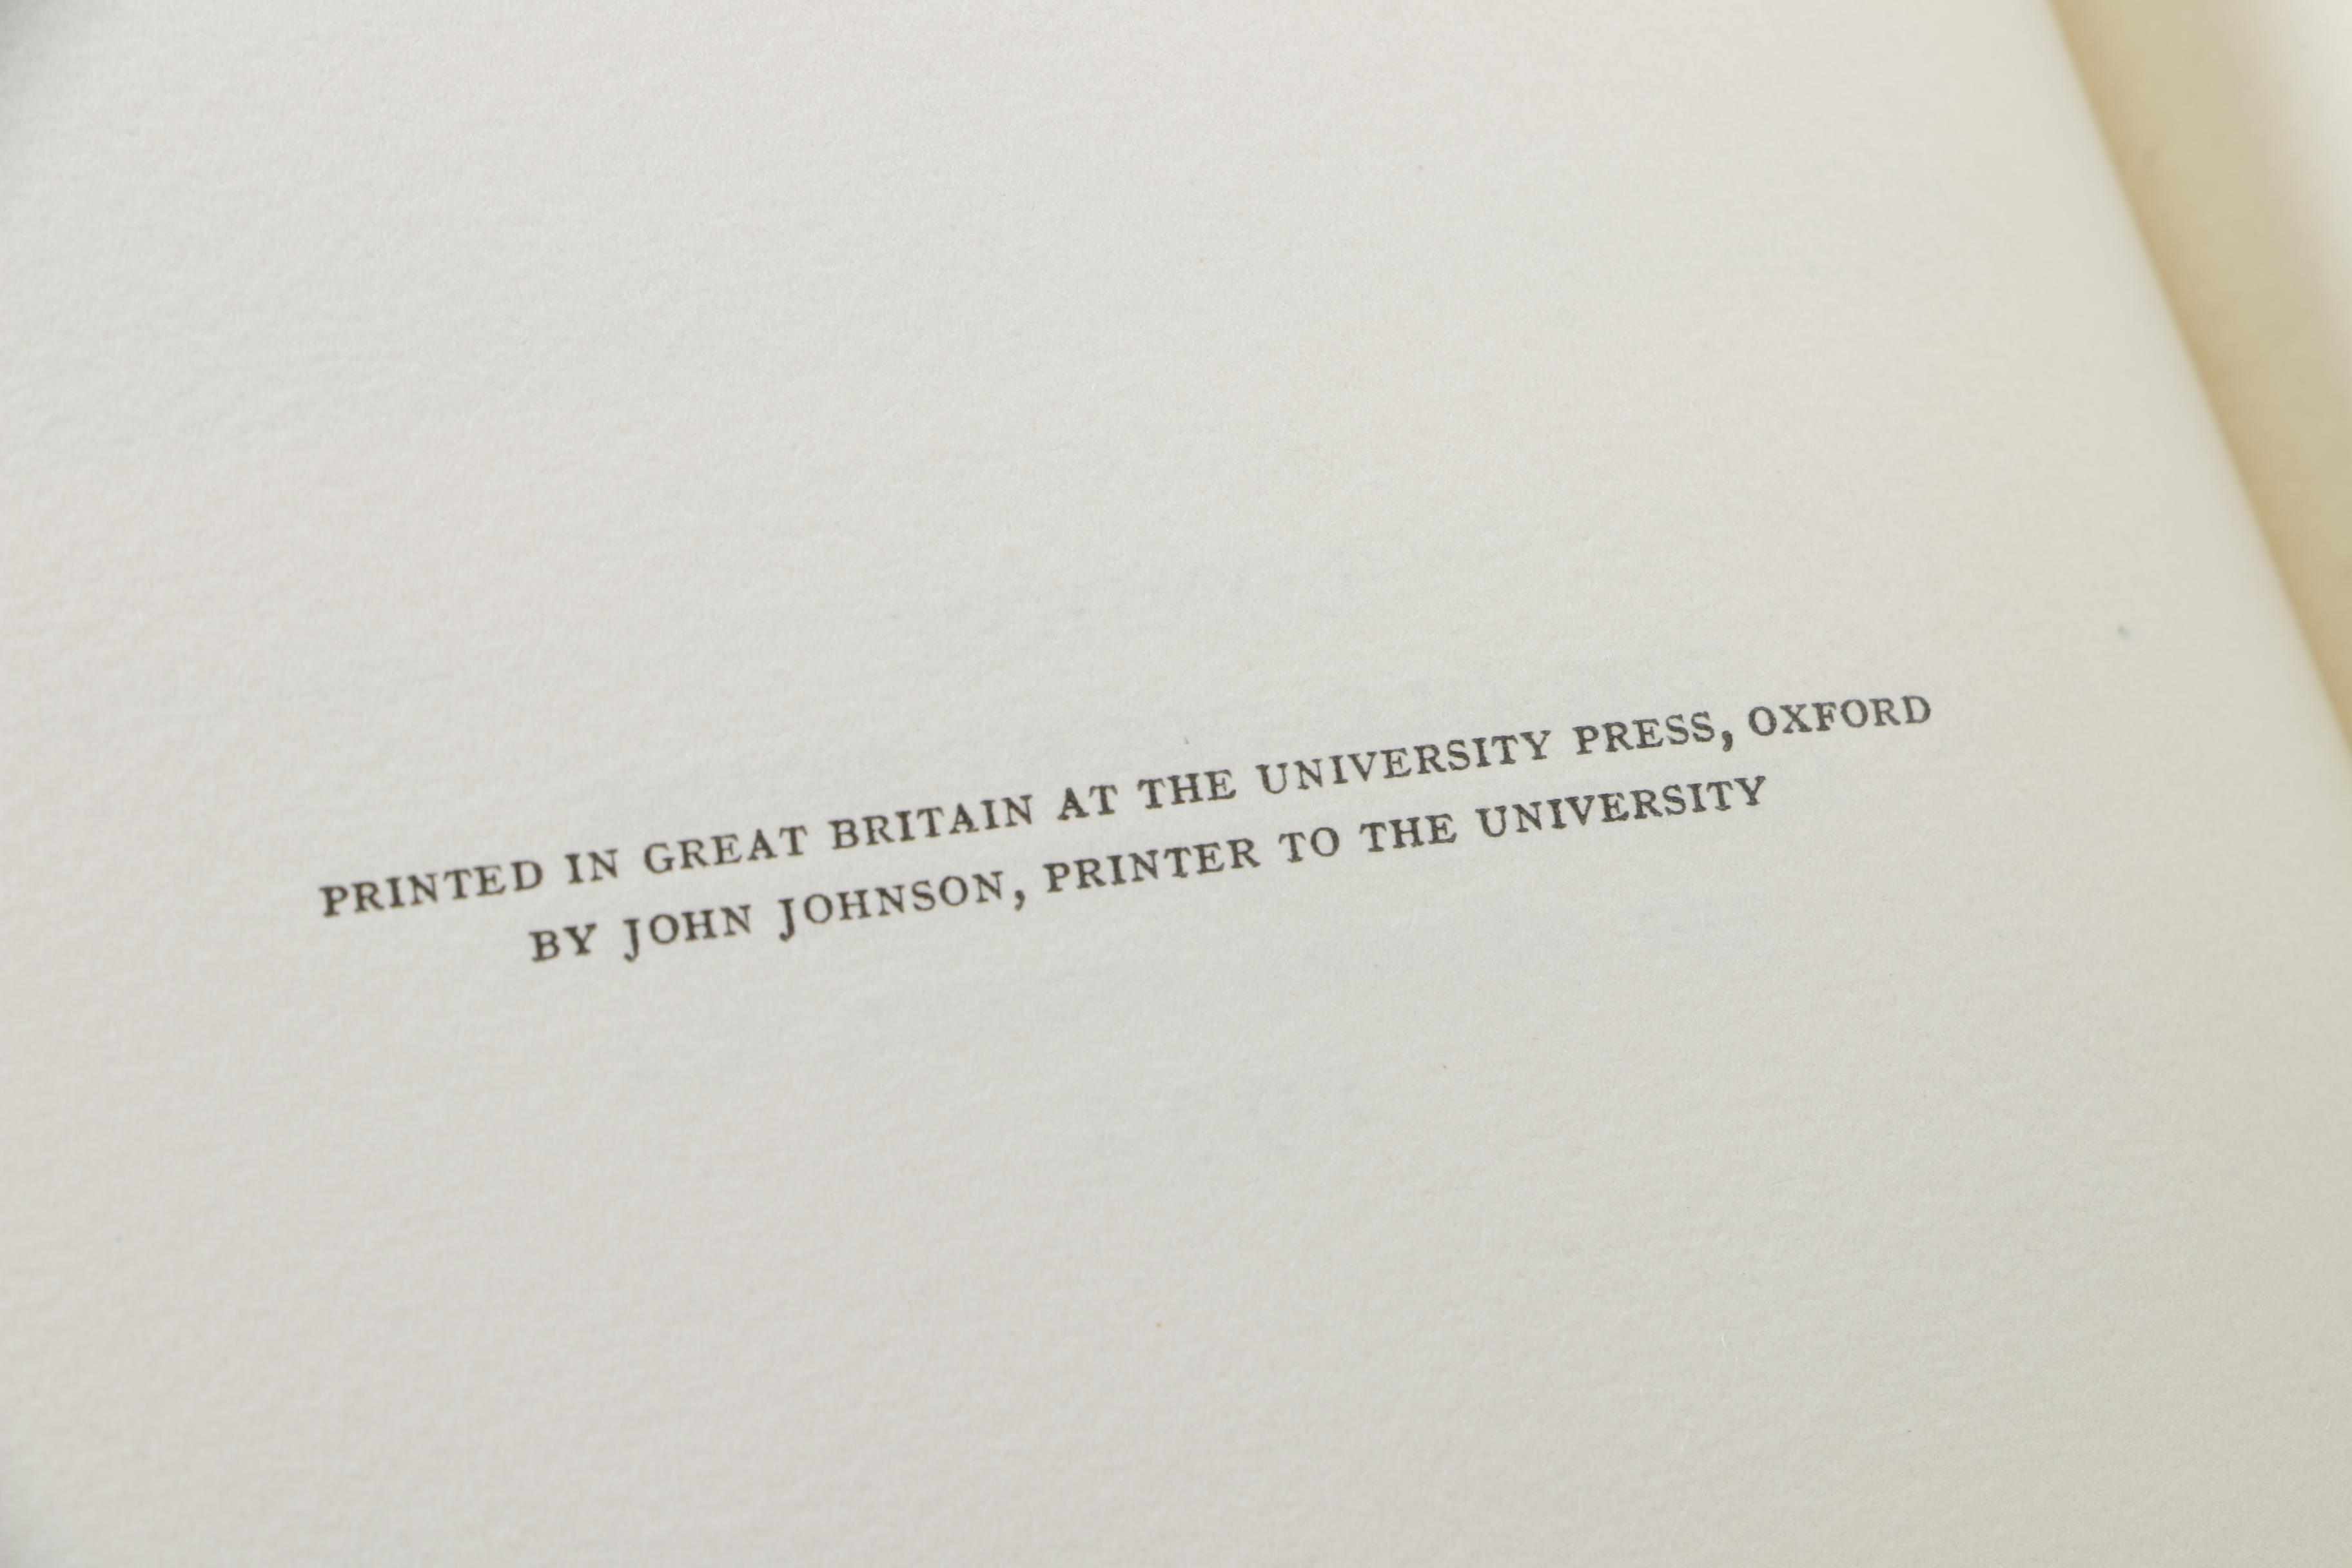 PRINTED IN GREAT BRITAIN AT THE UNIVERSITY PRESS, OXFORD
BY JOHN JOHNSON, PRINTER TO THE UNIVERSITY